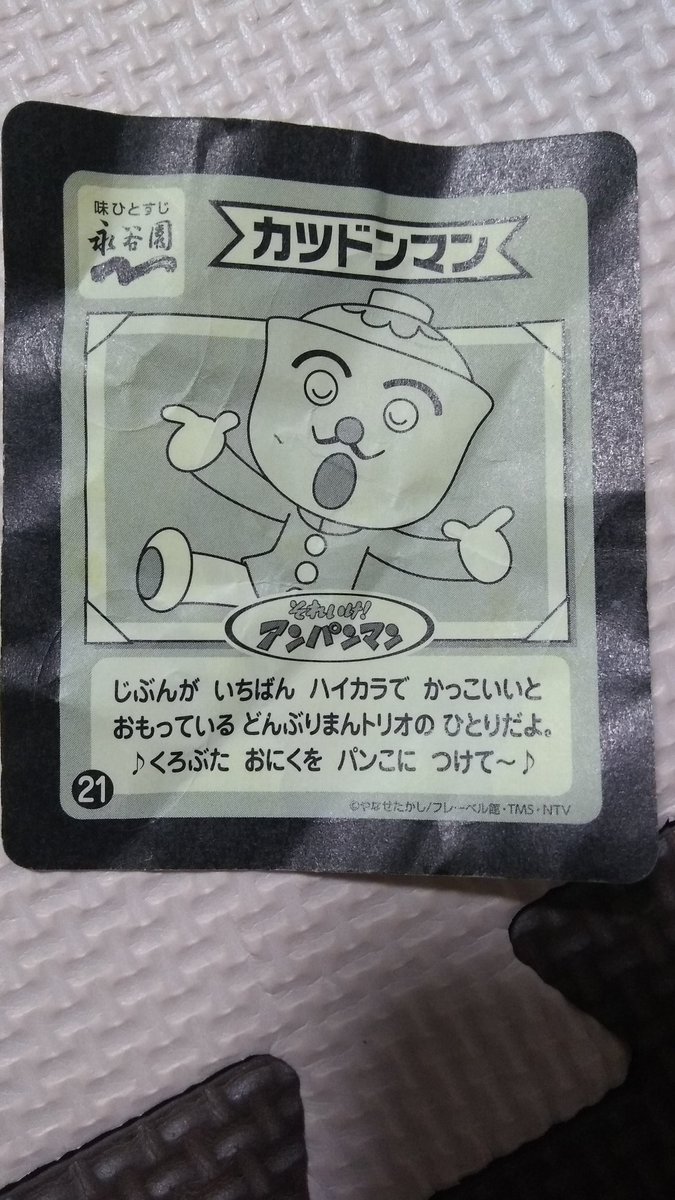 味ひとすじ
永谷園
カツドンマン
それいけ!
アンパンマン
じぶんが いちばん ハイカラで かっこいいと
おもっている どんぶりまんトリオの ひとりだよ。
♪くろぶた おにくを パンこに つけて〜♪
21
©やなせたかし/フレーベル館・TMS・NTV